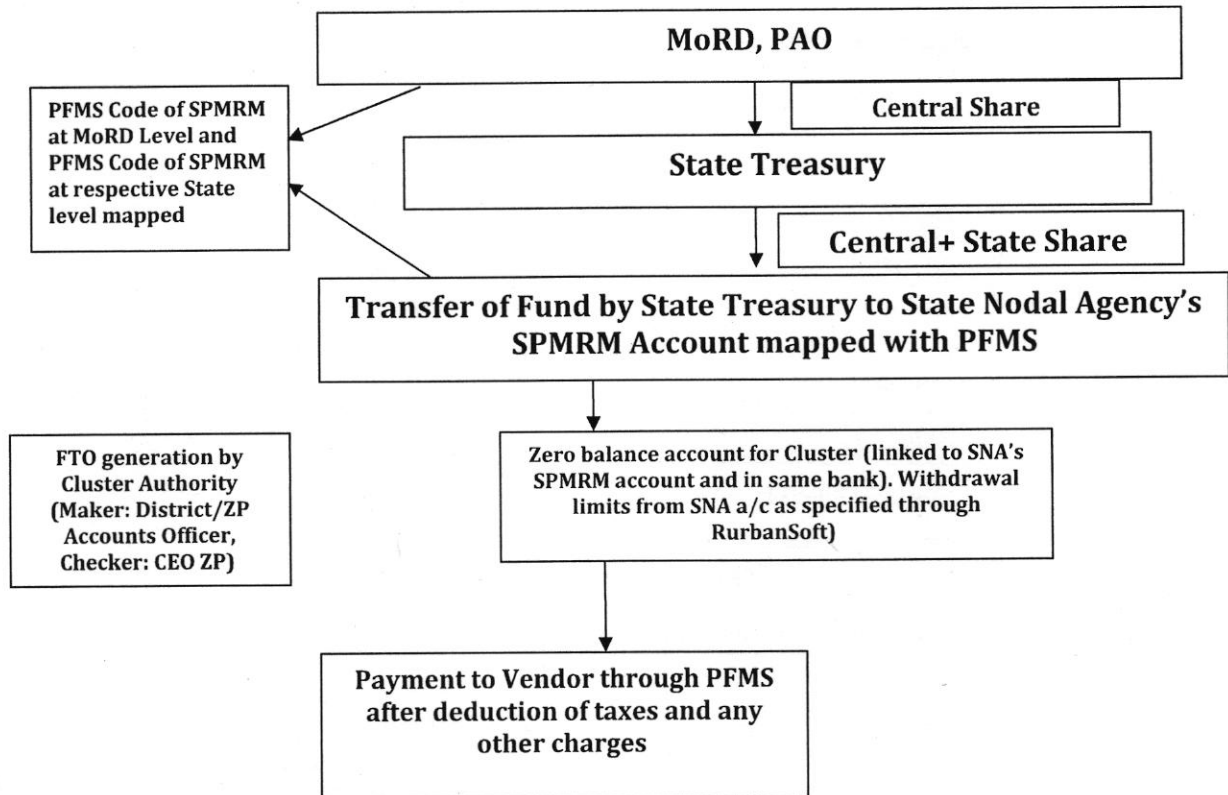 MoRD, PAO
Central Share
PFMS Code of SPMRM
at MoRD Level and
PFMS Code of SPMRM
at respective State
level mapped
State Treasury
Central+ State Share
Transfer of Fund by State Treasury to State Nodal Agency’s
SPMRM Account mapped with PFMS
FTO generation by
Cluster Authority
(Maker: District/ZP
Accounts Officer,
Checker: CEO ZP)
Zero balance account for Cluster (linked to SNA’s
SPMRM account and in same bank). Withdrawal
limits from SNA a/c as specified through
RurbanSoft)
Payment to Vendor through PFMS
after deduction of taxes and any
other charges